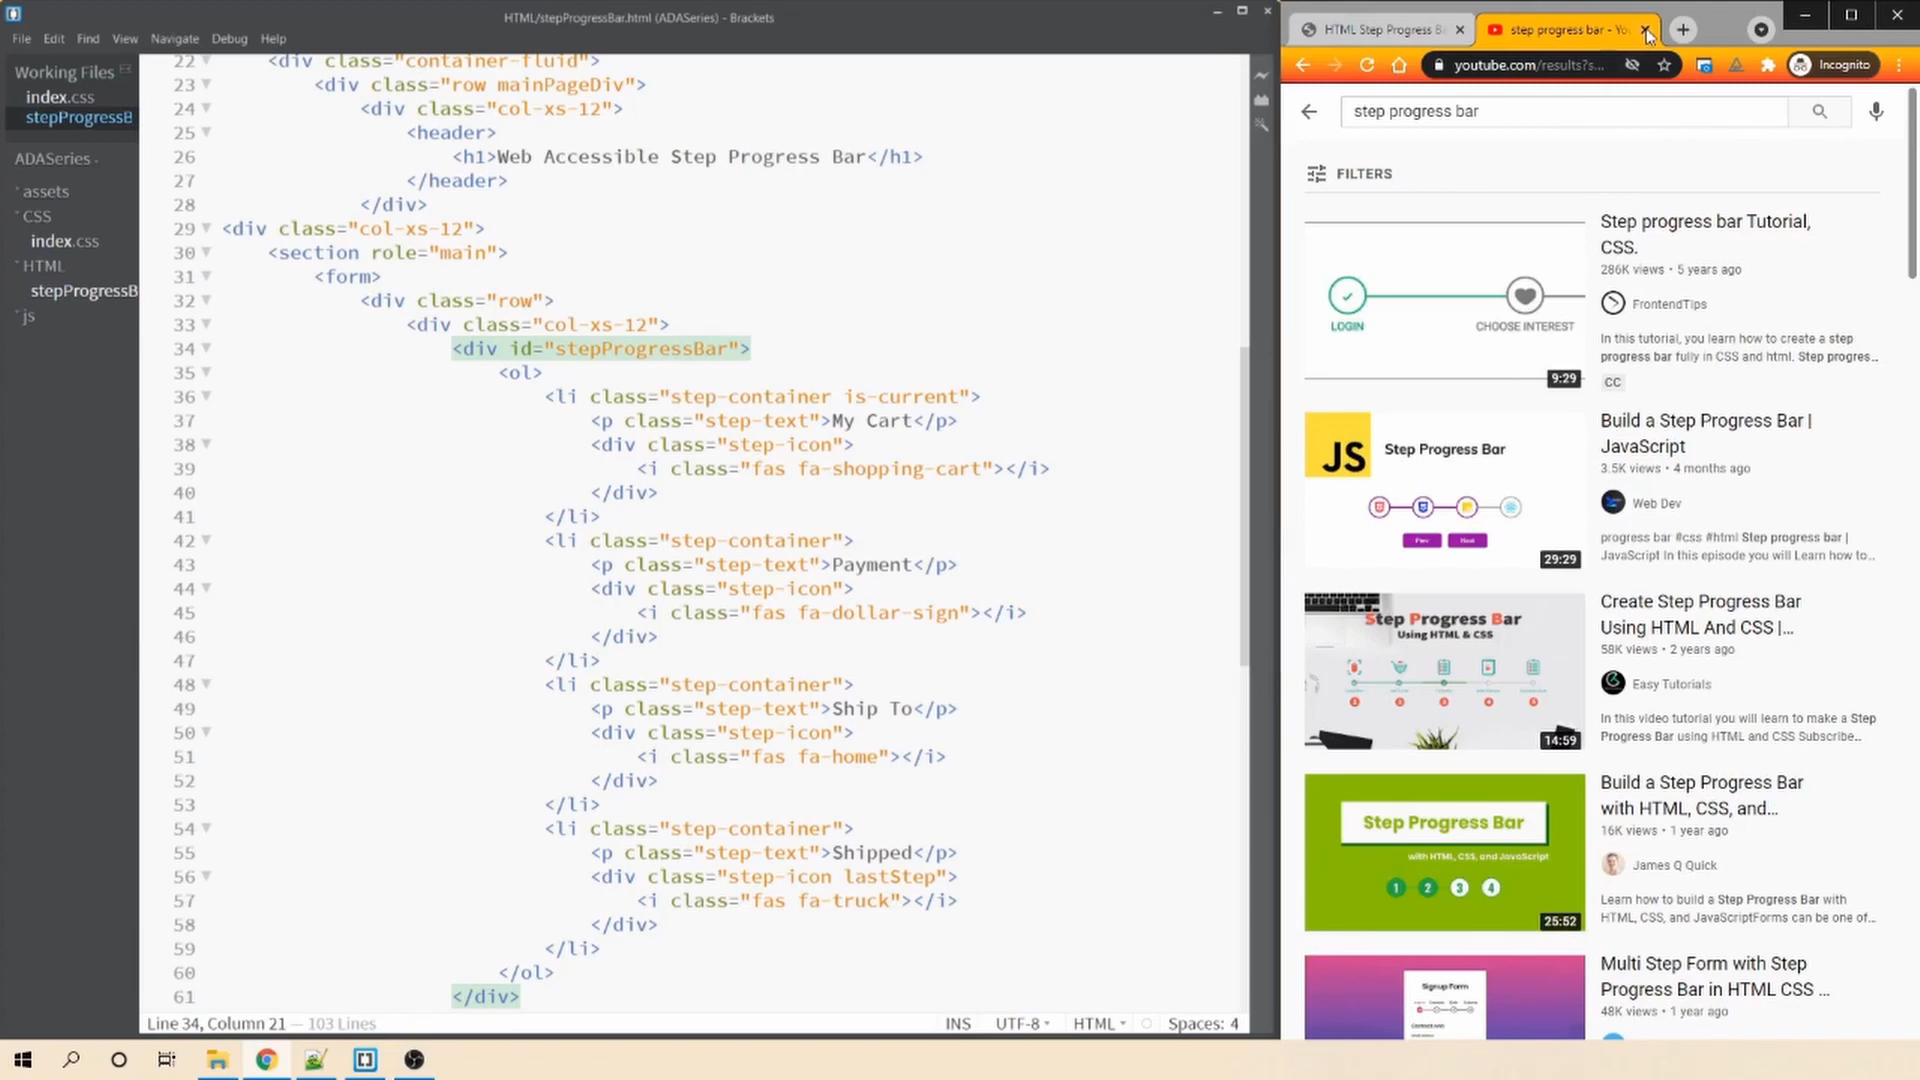 HTML/stepProgressBar.html (ADASeries) - Brackets
File Edit Find View Navigate Debug Help
Working Files
index.css
stepProgressB
ADASeries
assets
CSS
index.css
HTML
stepProgressB
js
22 <div class="container-fluid">
23 <div class="row mainPageDiv">
24 <div class="col-xs-12">
25 <header>
26 <h1>Web Accessible Step Progress Bar</h1>
27 </header>
28 </div>
29 <div class="col-xs-12">
30 <section role="main">
31 <form>
32 <div class="row">
33 <div class="col-xs-12">
34 <div id="stepProgressBar">
35 <ol>
36 <li class="step-container is-current">
37 <p class="step-text">My Cart</p>
38 <div class="step-icon">
39 <i class="fas fa-shopping-cart"></i>
40 </div>
41 </li>
42 <li class="step-container">
43 <p class="step-text">Payment</p>
44 <div class="step-icon">
45 <i class="fas fa-dollar-sign"></i>
46 </div>
47 </li>
48 <li class="step-container">
49 <p class="step-text">Ship To</p>
50 <div class="step-icon">
51 <i class="fas fa-home"></i>
52 </div>
53 </li>
54 <li class="step-container">
55 <p class="step-text">Shipped</p>
56 <div class="step-icon lastStep">
57 <i class="fas fa-truck"></i>
58 </div>
59 </li>
60 </ol>
61 </div>
Line 34, Column 21 — 103 Lines
INS UTF-8 HTML Spaces: 4
HTML Step Progress B
step progress bar - Yo
youtube.com/results?s...
Incognito
step progress bar
FILTERS
LOGIN
CHOOSE INTEREST
9:29
Step progress bar Tutorial,
CSS.
286K views • 5 years ago
FrontendTips
In this tutorial, you learn how to create a step
progress bar fully in CSS and html. Step progres...
CC
JS
Step Progress Bar
Prev Next
29:29
Build a Step Progress Bar |
JavaScript
3.5K views • 4 months ago
Web Dev
progress bar #css #html Step progress bar |
JavaScript In this episode you will Learn how to...
Step Progress Bar
Using HTML & CSS
14:59
Create Step Progress Bar
Using HTML And CSS |...
58K views • 2 years ago
Easy Tutorials
In this video tutorial you will learn to make a Step
Progress Bar using HTML and CSS Subscribe..
Step Progress Bar
with HTML, CSS, and JavaScript
1 2 3 4
25:52
Build a Step Progress Bar
with HTML, CSS, and...
16K views • 1 year ago
James Q Quick
Learn how to build a Step Progress Bar with
HTML, CSS, and JavaScriptForms can be one of...
Signup Form
Multi Step Form with Step
Progress Bar in HTML CSS ...
48K views • 1 year ago